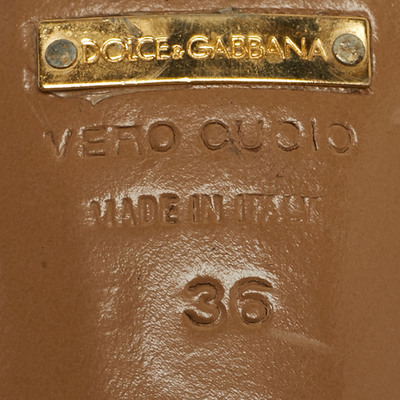 DOLCE & GABBANA
VERO CUOIO
MADE IN ITALY
36